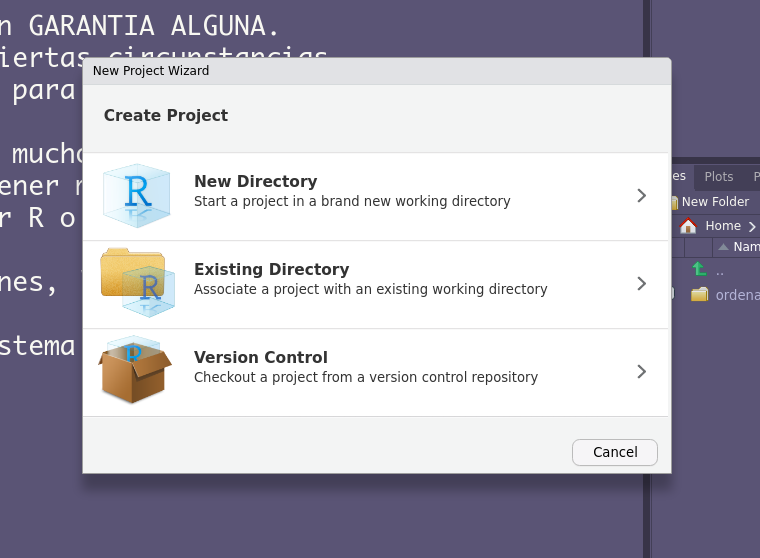 n GARANTIA ALGUNA.
iertas circunstancias
para
New Project Wizard
Create Project
New Directory
Start a project in a brand new working directory
Existing Directory
Associate a project with an existing working directory
Version Control
Checkout a project from a version control repository
Cancel
mucho
ener
r R o
nes,
stema
es
Plots
P
New Folder
Home
Nam
..
ordena
R
R
R